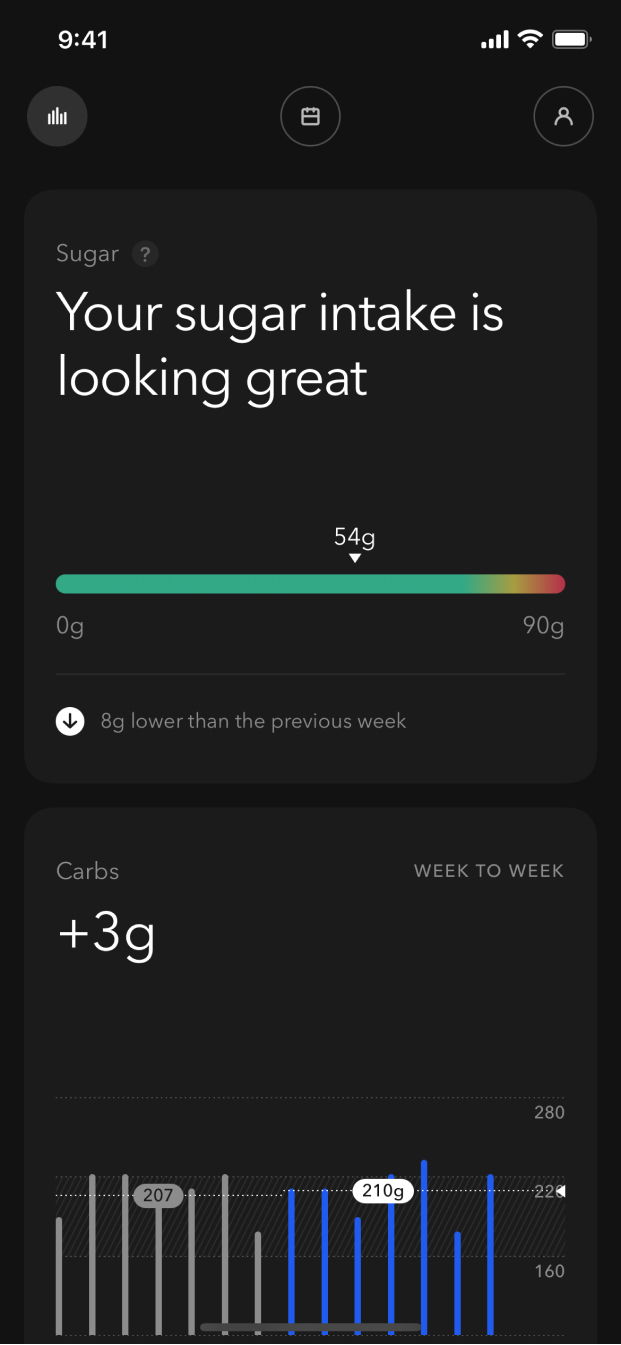 9:41
Sugar ?
Your sugar intake is
looking great
54g
0g 90g
8g lower than the previous week
Carbs WEEK TO WEEK
+3g
280
207 210g
160